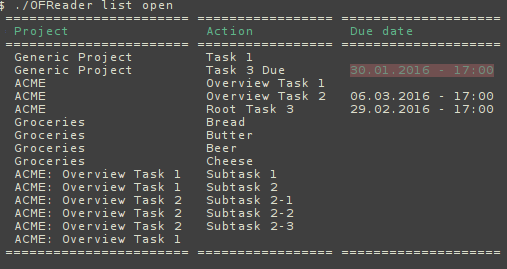 $ ./OFReader list open
======================= ================ ===================
Project Action Due date
======================= ================ ===================
Generic Project Task 1
Generic Project Task 3 Due 30.01.2016 - 17:00
ACME Overview Task 1
ACME Overview Task 2 06.03.2016 - 17:00
ACME Root Task 3 29.02.2016 - 17:00
Groceries Bread
Groceries Butter
Groceries Beer
Groceries Cheese
ACME: Overview Task 1 Subtask 1
ACME: Overview Task 1 Subtask 2
ACME: Overview Task 2 Subtask 2-1
ACME: Overview Task 2 Subtask 2-2
ACME: Overview Task 2 Subtask 2-3
ACME: Overview Task 1
======================= ================ ===================